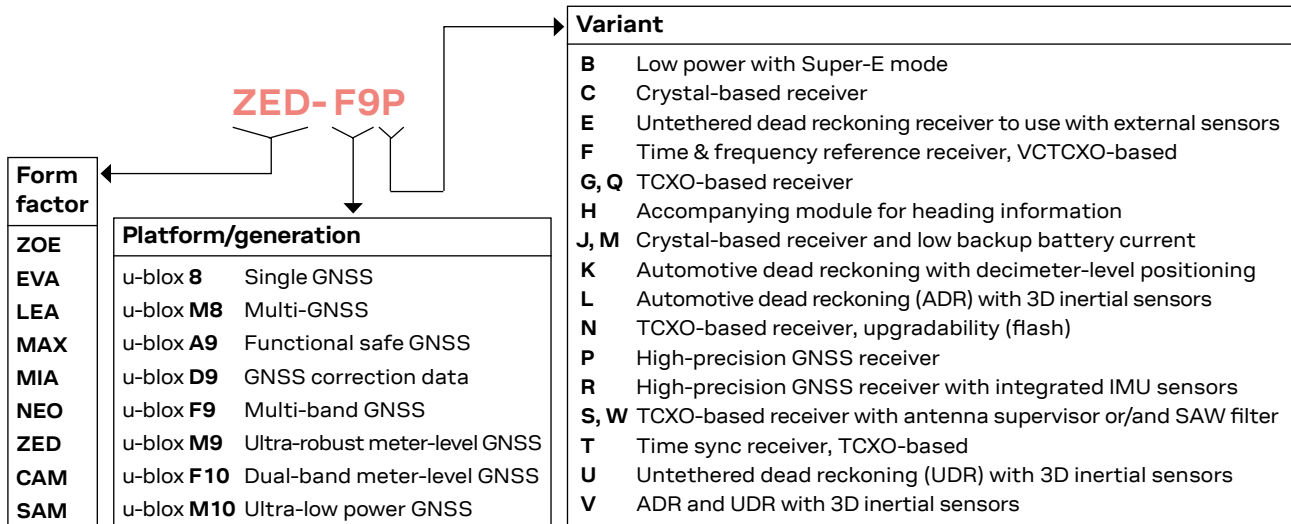 ZED-F9P
Form
factor
ZOE
EVA
LEA
MAX
MIA
NEO
ZED
CAM
SAM
Platform/generation
u-blox 8 Single GNSS
u-blox M8 Multi-GNSS
u-blox A9 Functional safe GNSS
u-blox D9 GNSS correction data
u-blox F9 Multi-band GNSS
u-blox M9 Ultra-robust meter-level GNSS
u-blox F10 Dual-band meter-level GNSS
u-blox M10 Ultra-low power GNSS
Variant
B Low power with Super-E mode
C Crystal-based receiver
E Untethered dead reckoning receiver to use with external sensors
F Time & frequency reference receiver, VCTCXO-based
G, Q TCXO-based receiver
H Accompanying module for heading information
J, M Crystal-based receiver and low backup battery current
K Automotive dead reckoning with decimeter-level positioning
L Automotive dead reckoning (ADR) with 3D inertial sensors
N TCXO-based receiver, upgradability (flash)
P High-precision GNSS receiver
R High-precision GNSS receiver with integrated IMU sensors
S, W TCXO-based receiver with antenna supervisor or/and SAW filter
T Time sync receiver, TCXO-based
U Untethered dead reckoning (UDR) with 3D inertial sensors
V ADR and UDR with 3D inertial sensors